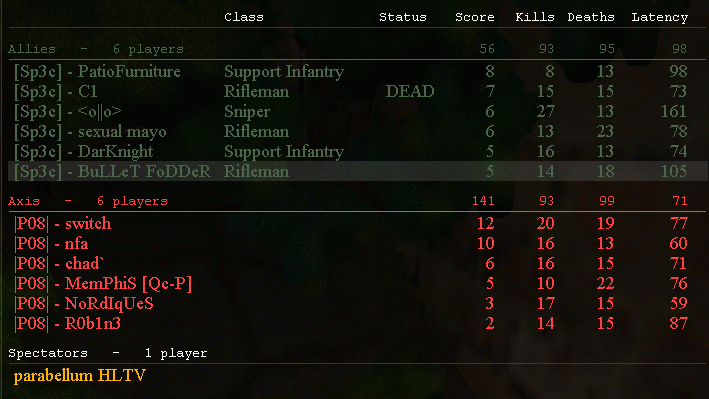 Class Status Score Kills Deaths Latency
Allies - 6 players 56 93 95 98
[Sp3c] - PatioFurniture Support Infantry 8 8 13 98
[Sp3c] - C1 Rifleman DEAD 7 15 15 73
[Sp3c] - <o||o> Sniper 6 27 13 161
[Sp3c] - sexual mayo Rifleman 6 13 23 78
[Sp3c] - DarKnight Support Infantry 5 16 13 74
[Sp3c] - BuLLeT FoDDeR Rifleman 5 14 18 105
Axis - 6 players 141 93 99 71
|P08| - switch 12 20 19 77
|P08| - nfa 10 16 13 60
|P08| - chad` 6 16 15 71
|P08| - MemPhiS [Qc-P] 5 10 22 76
|P08| - NoRdIqUeS 3 17 15 59
|P08| - R0b1n3 2 14 15 87
Spectators - 1 player
parabellum HLTV